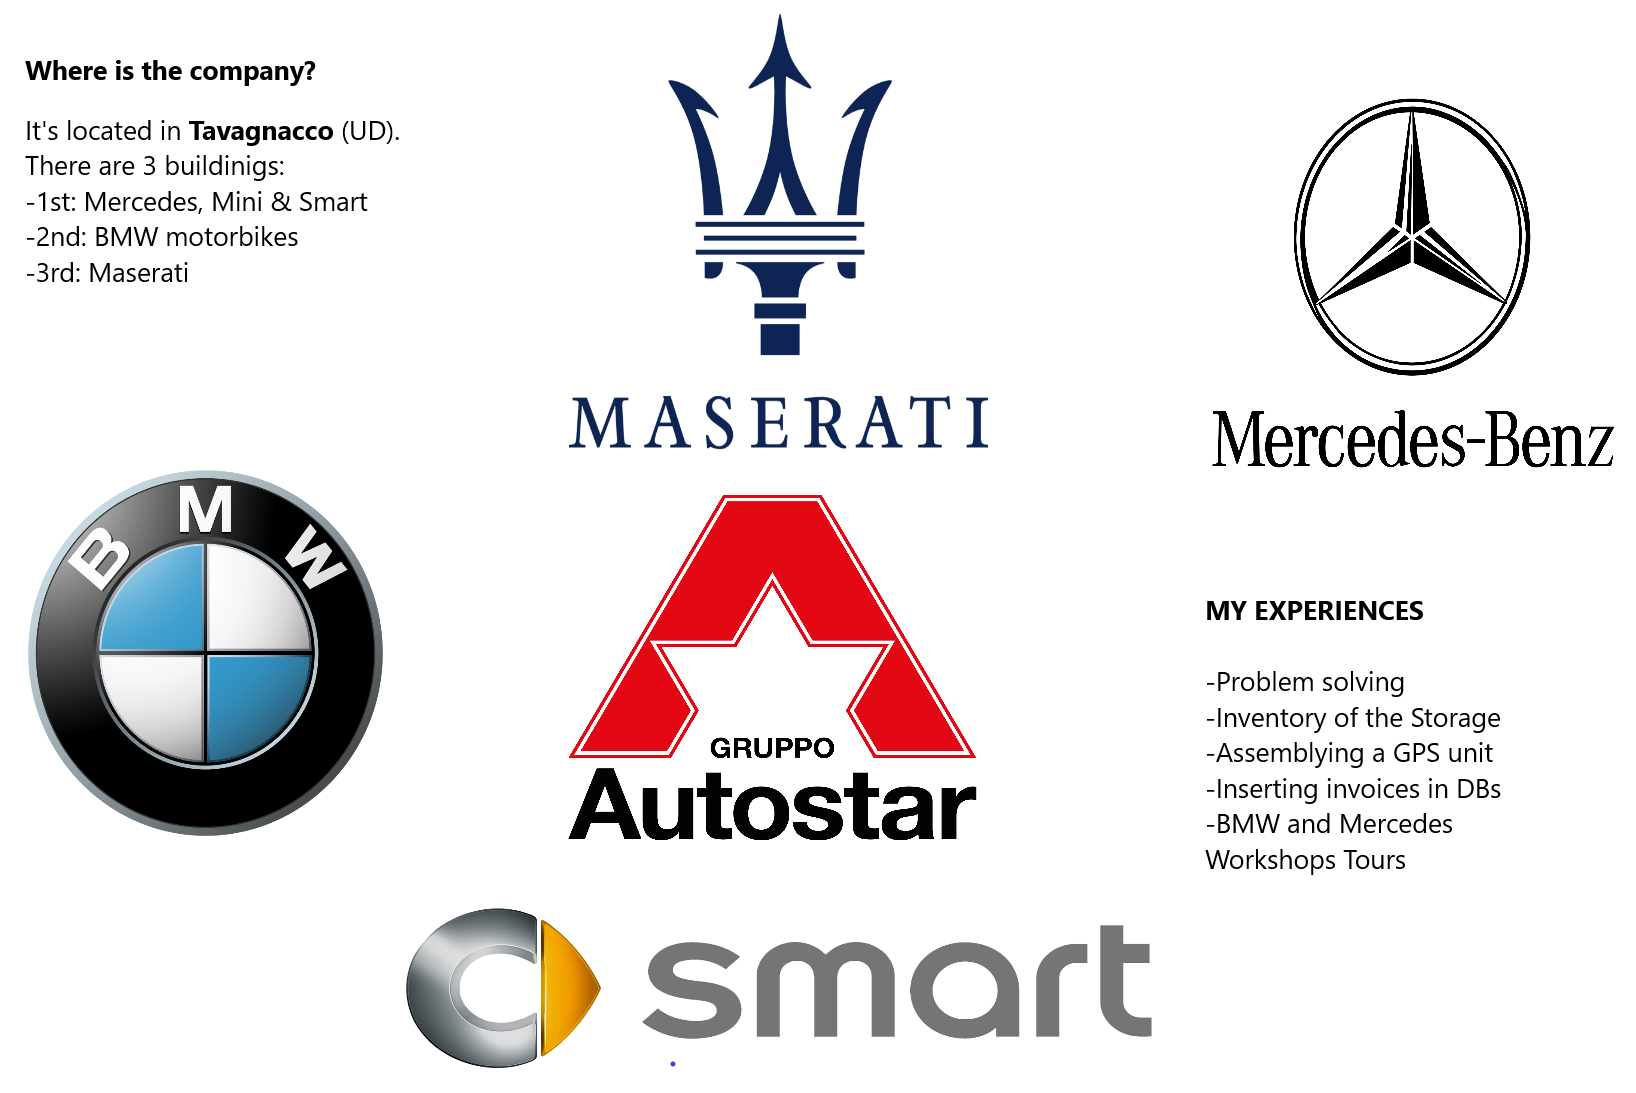 Where is the company?
It's located in Tavagnacco (UD).
There are 3 buildinigs:
-1st: Mercedes, Mini & Smart
-2nd: BMW motorbikes
-3rd: Maserati
MASERATI
Mercedes-Benz
BMW
GRUPPO
Autostar
MY EXPERIENCES
-Problem solving
-Inventory of the Storage
-Assemblying a GPS unit
-Inserting invoices in DBs
-BMW and Mercedes
Workshops Tours
smart